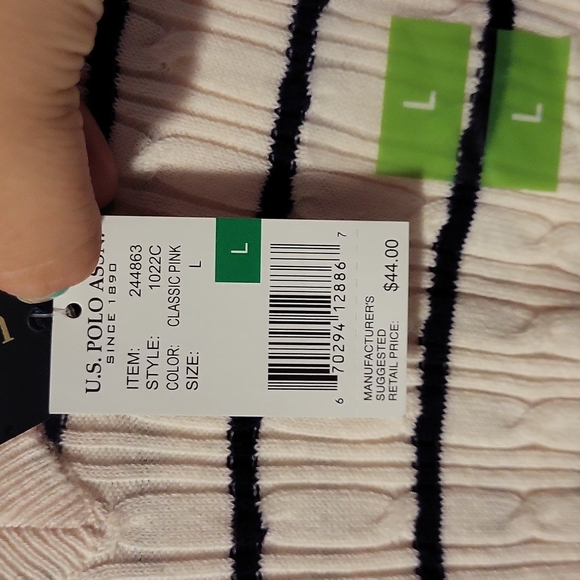 U.S. POLO ASSN.
SINCE 1890
ITEM: 244863
STYLE: 1022C
COLOR: CLASSIC PINK
SIZE: L
L
6 70294 12886 7
MANUFACTURER'S
SUGGESTED
RETAIL PRICE: $44.00
L
L